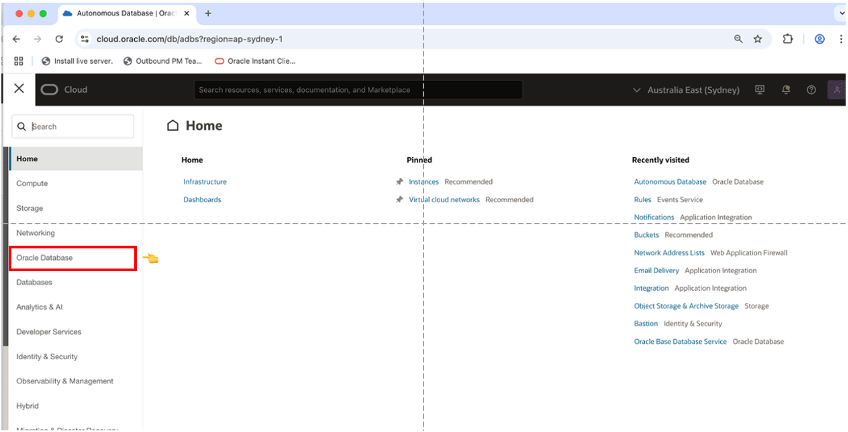 Autonomous Database | Orac
cloud.oracle.com/db/adbs?region=ap-sydney-1
Install live server. Outbound PM Tea... Oracle Instant Clie...
Cloud
Search resources, services, documentation, and Marketplace
Australia East (Sydney)
Search
Home
Compute
Storage
Networking
Oracle Database
Databases
Analytics & AI
Developer Services
Identity & Security
Observability & Management
Hybrid
Migration & Disaster Recovery
Home
Home
Infrastructure
Dashboards
Pinned
Instances Recommended
Virtual cloud networks Recommended
Recently visited
Autonomous Database Oracle Database
Rules Events Service
Notifications Application Integration
Buckets Recommended
Network Address Lists Web Application Firewall
Email Delivery Application Integration
Integration Application Integration
Object Storage & Archive Storage Storage
Bastion Identity & Security
Oracle Base Database Service Oracle Database